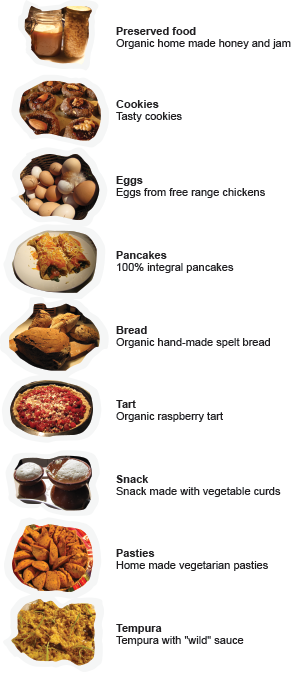 Preserved food
Organic home made honey and jam
Cookies
Tasty cookies
Eggs
Eggs from free range chickens
Pancakes
100% integral pancakes
Bread
Organic hand-made spelt bread
Tart
Organic raspberry tart
Snack
Snack made with vegetable curds
Pasties
Home made vegetarian pasties
Tempura
Tempura with "wild" sauce